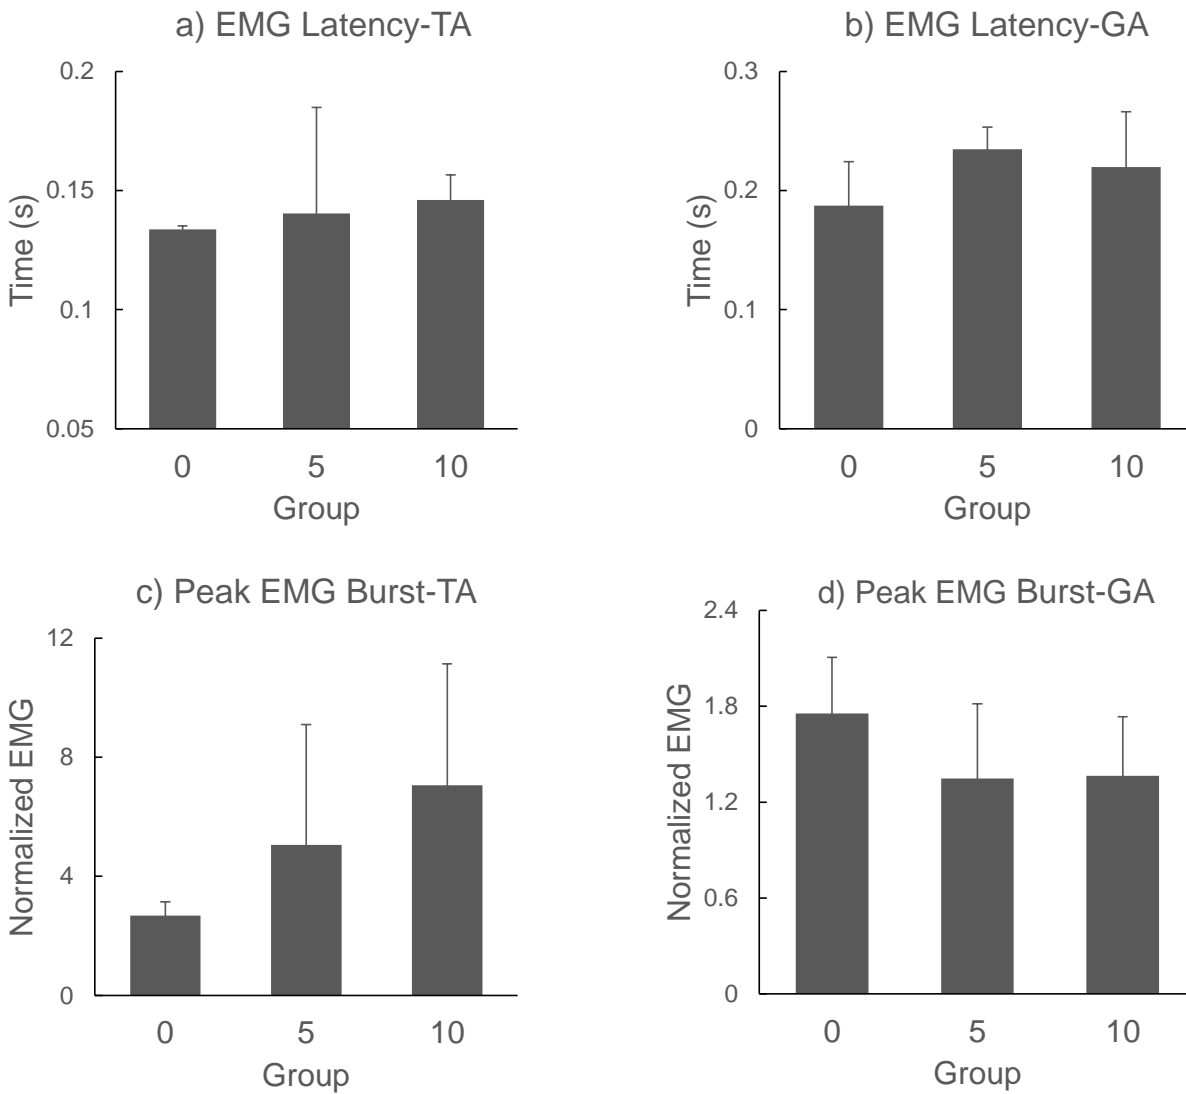 a) EMG Latency-TA
0.2
0.15
0.1
0.05
Time (s)
0 5 10
Group
b) EMG Latency-GA
0.3
0.2
0.1
0
Time (s)
0 5 10
Group
c) Peak EMG Burst-TA
12
8
4
0
Normalized EMG
0 5 10
Group
d) Peak EMG Burst-GA
2.4
1.8
1.2
0.6
0
Normalized EMG
0 5 10
Group